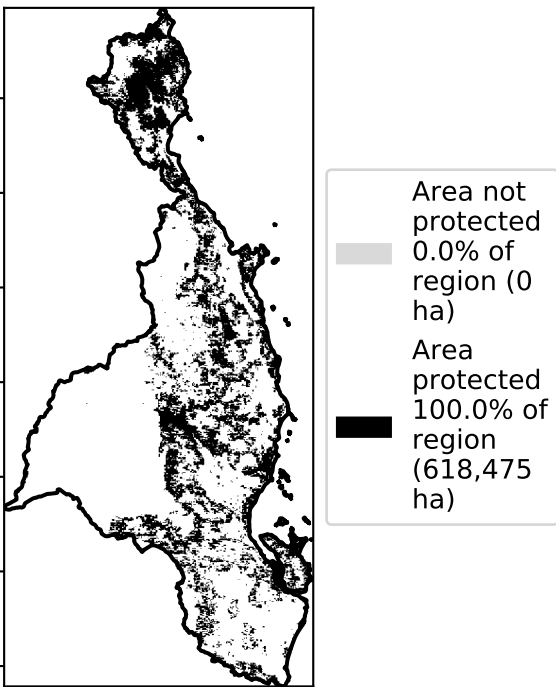 Area not
protected
0.0% of
region (0
ha)
Area
protected
100.0% of
region
(618,475
ha)